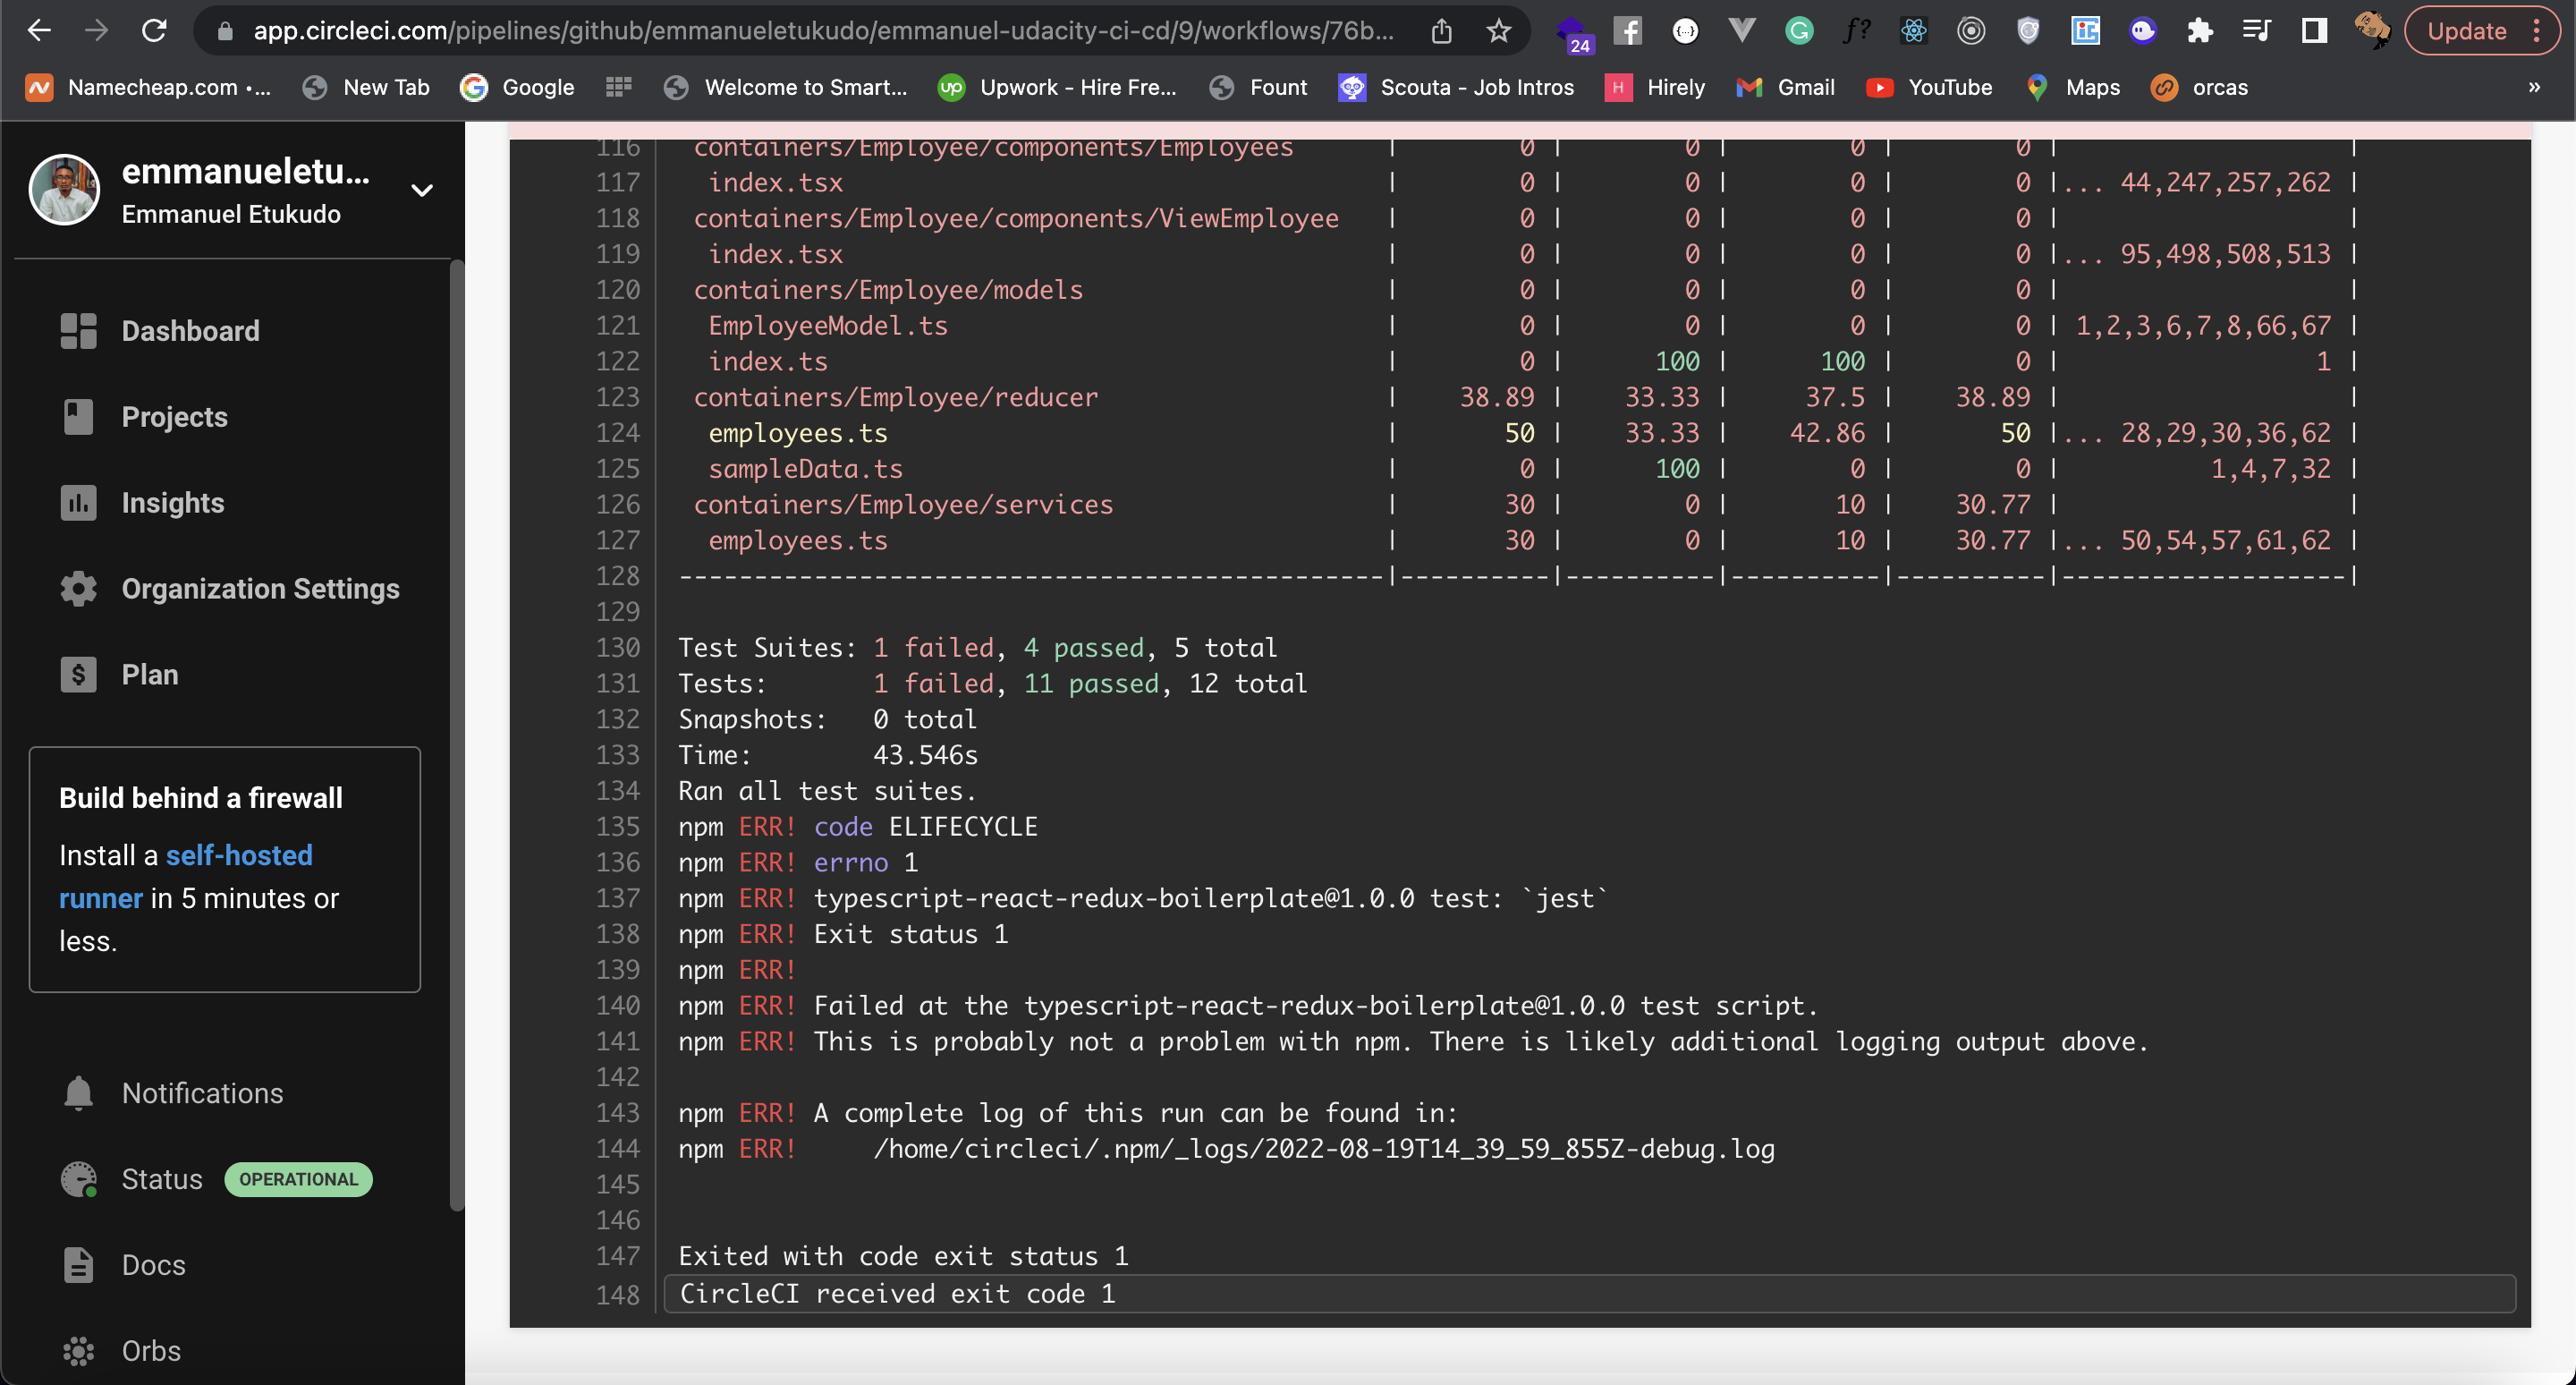 app.circleci.com/pipelines/github/emmanueletukudo/emmanuel-udacity-ci-cd/9/workflows/76b...
24
f?
Update
Namecheap.com •...
New Tab
Google
Welcome to Smart...
up
Upwork - Hire Fre...
Fount
Scouta - Job Intros
H
Hirely
Gmail
YouTube
Maps
orcas
»
emmanueletu...
Emmanuel Etukudo
Dashboard
Projects
Insights
Organization Settings
Plan
Build behind a firewall
Install a self-hosted
runner in 5 minutes or
less.
Notifications
Status OPERATIONAL
Docs
Orbs
116 containers/Employee/components/Employees | 0 | 0 | 0 | 0 | |
117 index.tsx | 0 | 0 | 0 | 0 |... 44,247,257,262 |
118 containers/Employee/components/ViewEmployee | 0 | 0 | 0 | 0 | |
119 index.tsx | 0 | 0 | 0 | 0 |... 95,498,508,513 |
120 containers/Employee/models | 0 | 0 | 0 | 0 | |
121 EmployeeModel.ts | 0 | 0 | 0 | 0 | 1,2,3,6,7,8,66,67 |
122 index.ts | 0 | 100 | 100 | 0 | 1 |
123 containers/Employee/reducer | 38.89 | 33.33 | 37.5 | 38.89 | |
124 employees.ts | 50 | 33.33 | 42.86 | 50 |... 28,29,30,36,62 |
125 sampleData.ts | 0 | 100 | 0 | 0 | 1,4,7,32 |
126 containers/Employee/services | 30 | 0 | 10 | 30.77 | |
127 employees.ts | 30 | 0 | 10 | 30.77 |... 50,54,57,61,62 |
128 -----------------------------------------------|----------|----------|----------|----------|-------------------|
129
130 Test Suites: 1 failed, 4 passed, 5 total
131 Tests: 1 failed, 11 passed, 12 total
132 Snapshots: 0 total
133 Time: 43.546s
134 Ran all test suites.
135 npm ERR! code ELIFECYCLE
136 npm ERR! errno 1
137 npm ERR! typescript-react-redux-boilerplate@1.0.0 test: `jest`
138 npm ERR! Exit status 1
139 npm ERR!
140 npm ERR! Failed at the typescript-react-redux-boilerplate@1.0.0 test script.
141 npm ERR! This is probably not a problem with npm. There is likely additional logging output above.
142
143 npm ERR! A complete log of this run can be found in:
144 npm ERR! /home/circleci/.npm/_logs/2022-08-19T14_39_59_855Z-debug.log
145
146
147 Exited with code exit status 1
148 CircleCI received exit code 1